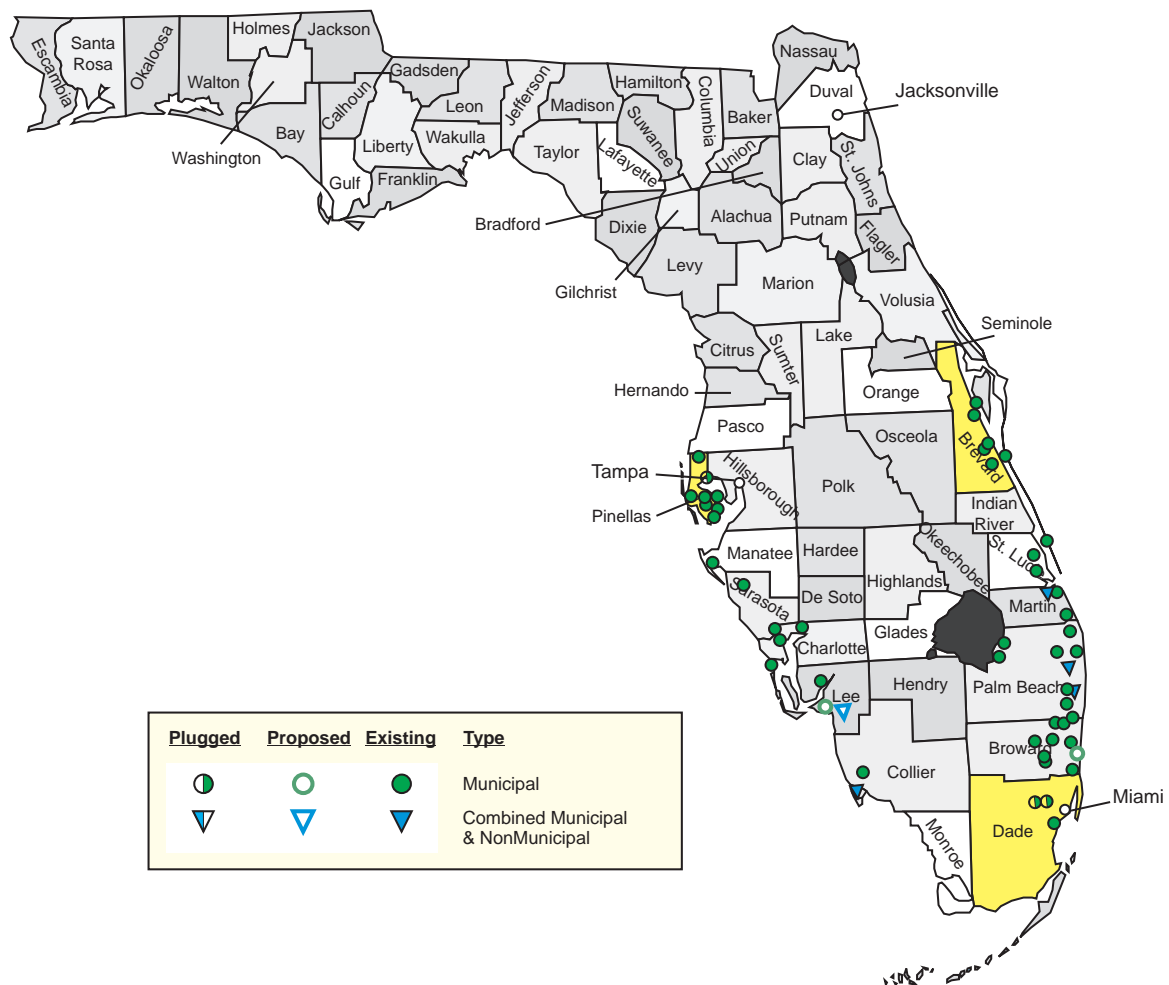 Escambia
Santa
Rosa
Okaloosa
Walton
Holmes
Jackson
Washington
Bay
Calhoun
Gulf
Gadsden
Liberty
Franklin
Leon
Wakulla
Jefferson
Madison
Taylor
Hamilton
Suwanee
Lafayette
Columbia
Baker
Union
Nassau
Duval
Jacksonville
Clay
St. Johns
Bradford
Dixie
Alachua
Putnam
Flagler
Gilchrist
Levy
Marion
Volusia
Seminole
Citrus
Sumter
Lake
Hernando
Orange
Pasco
Osceola
Brevard
Tampa
Hillsborough
Polk
Pinellas
Indian
River
Manatee
Hardee
Highlands
Okeechobee
St. Lucie
Sarasota
De Soto
Martin
Charlotte
Glades
Lee
Hendry
Palm Beach
Collier
Broward
Monroe
Dade
Miami
Plugged Proposed Existing Type
Municipal
Combined Municipal
& NonMunicipal